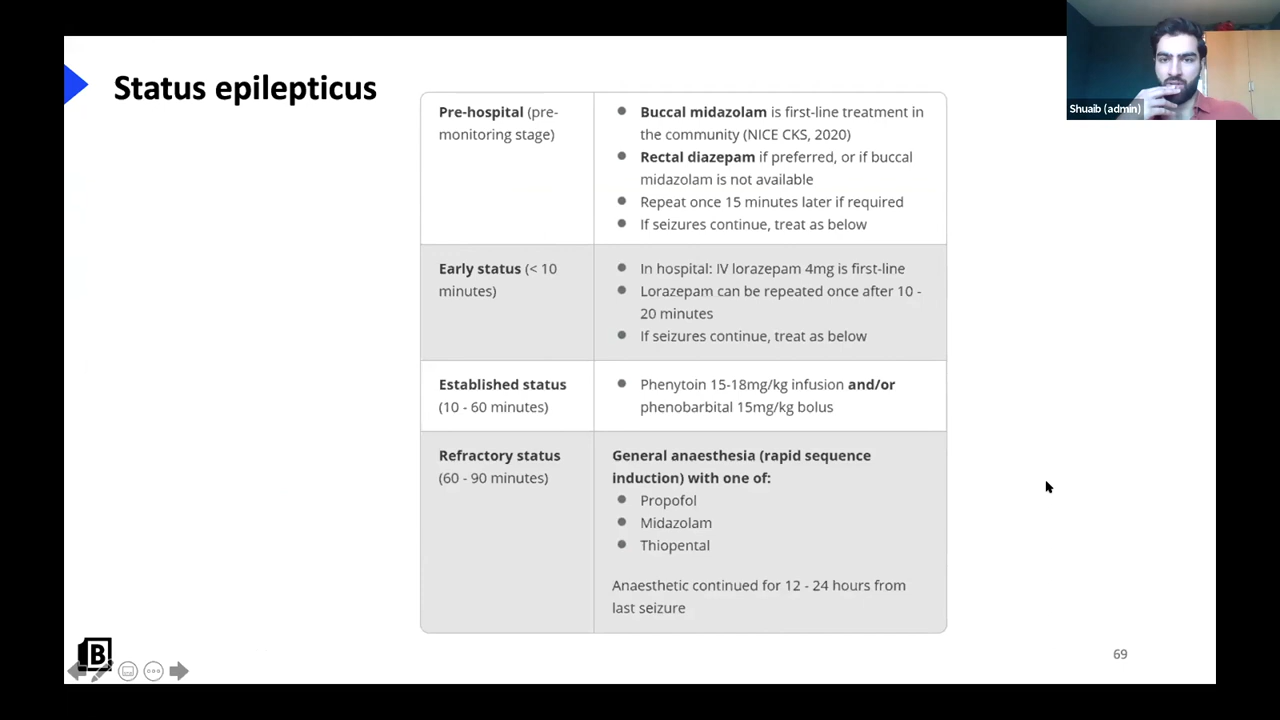 Status epilepticus
Shuaib (admin)
Pre-hospital (pre-
monitoring stage)
● Buccal midazolam is first-line treatment in
the community (NICE CKS, 2020)
● Rectal diazepam if preferred, or if buccal
midazolam is not available
● Repeat once 15 minutes later if required
● If seizures continue, treat as below
Early status (< 10
minutes)
● In hospital: IV lorazepam 4mg is first-line
● Lorazepam can be repeated once after 10 -
20 minutes
● If seizures continue, treat as below
Established status
(10 - 60 minutes)
● Phenytoin 15-18mg/kg infusion and/or
phenobarbital 15mg/kg bolus
Refractory status
(60 - 90 minutes)
General anaesthesia (rapid sequence
induction) with one of:
● Propofol
● Midazolam
● Thiopental
Anaesthetic continued for 12 - 24 hours from
last seizure
B
69